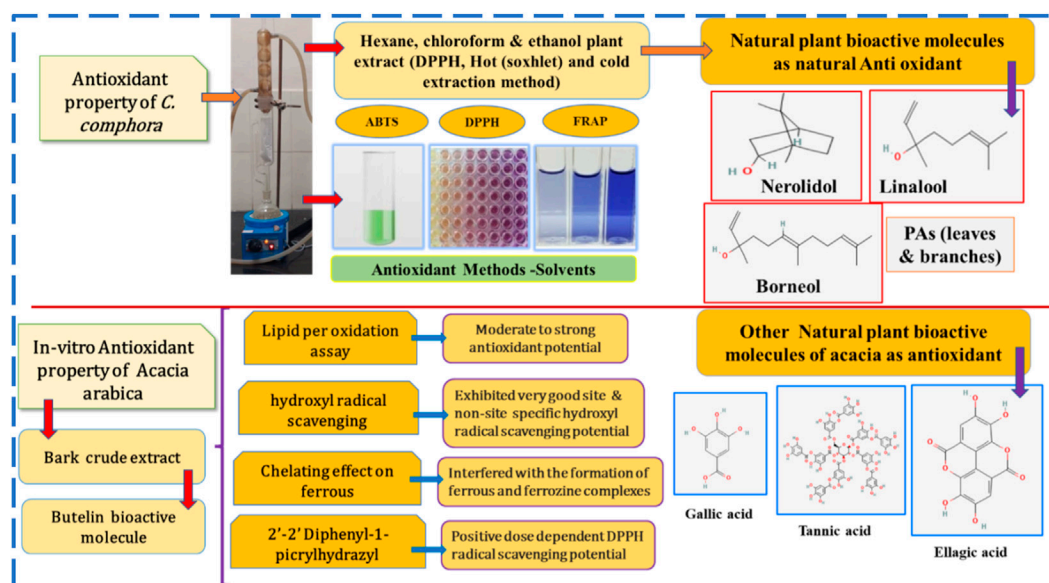 Antioxidant
property of C.
comphora
Hexane, chloroform & ethanol plant
extract (DPPH, Hot (soxhlet) and cold
extraction method)
ABTS
DPPH
FRAP
Antioxidant Methods -Solvents
Natural plant bioactive molecules
as natural Anti oxidant
H
H
O
H
Nerolidol
H
O
Linalool
H
H
O
Borneol
PAs (leaves
& branches)
In-vitro Antioxidant
property of Acacia
arabica
Bark crude extract
Butelin bioactive
molecule
Lipid per oxidation
assay
Moderate to strong
antioxidant potential
hydroxyl radical
scavenging
Exhibited very good site &
non-site specific hydroxyl
radical scavenging potential
Chelating effect on
ferrous
Interfered with the formation of
ferrous and ferrozine complexes
2’-2’ Diphenyl-1-
picrylhydrazyl
Positive dose dependent DPPH
radical scavenging potential
Other Natural plant bioactive
molecules of acacia as antioxidant
Gallic acid
Tannic acid
Ellagic acid